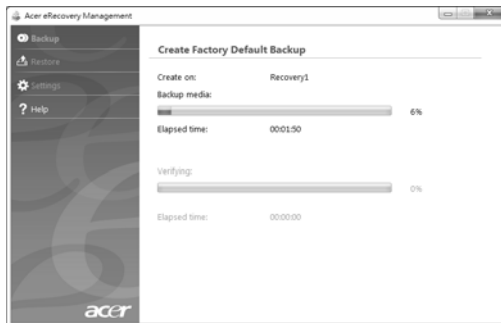 Acer eRecovery Management
Backup
Restore
Settings
? Help
Create Factory Default Backup
Create on: Recovery1
Backup media:
6%
Elapsed time: 00:01:50
Verifying:
0%
Elapsed time: 00:00:00
acer